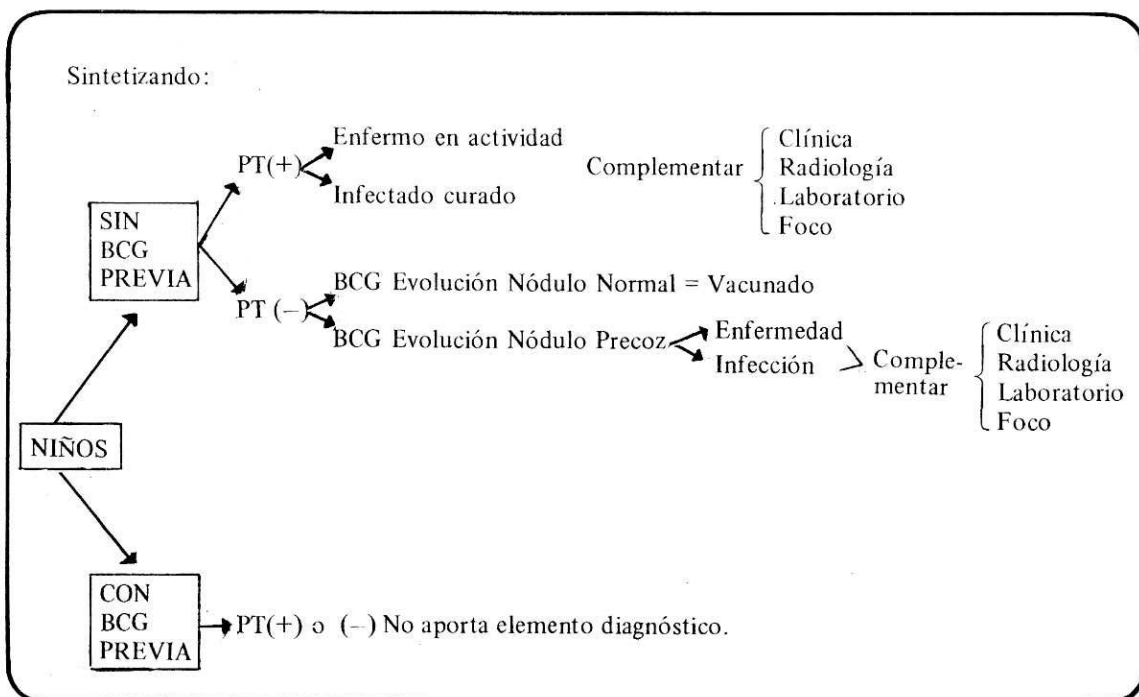 Sintetizando:
Enfermo en actividad
PT(+)
Infectado curado
Complementar
Clínica
Radiología
Laboratorio
Foco
SIN
BCG
PREVIA
PT (−)
BCG Evolución Nódulo Normal = Vacunado
BCG Evolución Nódulo Precoz
Enfermedad
Infección
Comple-
mentar
Clínica
Radiología
Laboratorio
Foco
NIÑOS
CON
BCG
PREVIA
PT(+) o (−) No aporta elemento diagnóstico.